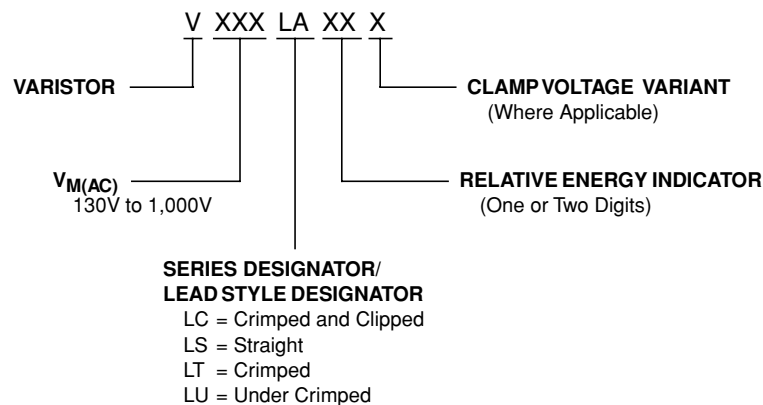 V XXX LA XX X
VARISTOR
CLAMP VOLTAGE VARIANT
(Where Applicable)
VM(AC)
130V to 1,000V
RELATIVE ENERGY INDICATOR
(One or Two Digits)
SERIES DESIGNATOR/
LEAD STYLE DESIGNATOR
LC = Crimped and Clipped
LS = Straight
LT = Crimped
LU = Under Crimped